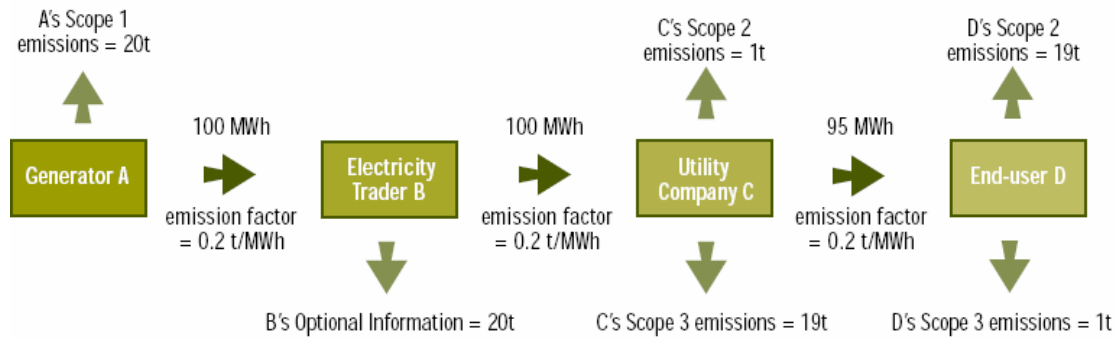 A's Scope 1
emissions = 20t
C's Scope 2
emissions = 1t
D's Scope 2
emissions = 19t
100 MWh
100 MWh
95 MWh
Generator A
Electricity
Trader B
Utility
Company C
End-user D
emission factor
= 0.2 t/MWh
emission factor
= 0.2 t/MWh
emission factor
= 0.2 t/MWh
B's Optional Information = 20t
C's Scope 3 emissions = 19t
D's Scope 3 emissions = 1t